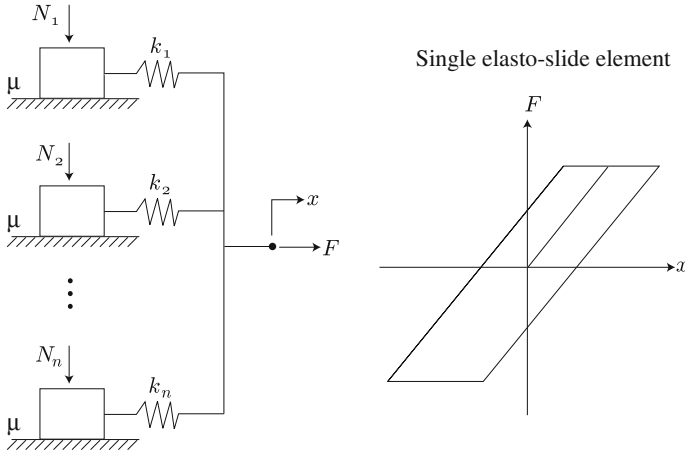 N₁
k₁
μ
N₂
k₂
μ
x
F
Nₙ
kₙ
μ
Single elasto-slide element
F
x